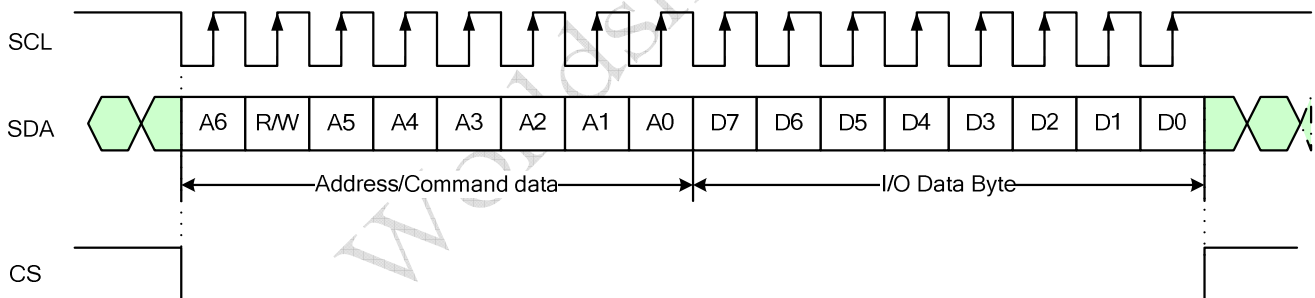 SCL
SDA A6 R/W A5 A4 A3 A2 A1 A0 D7 D6 D5 D4 D3 D2 D1 D0
Address/Command data I/O Data Byte
CS